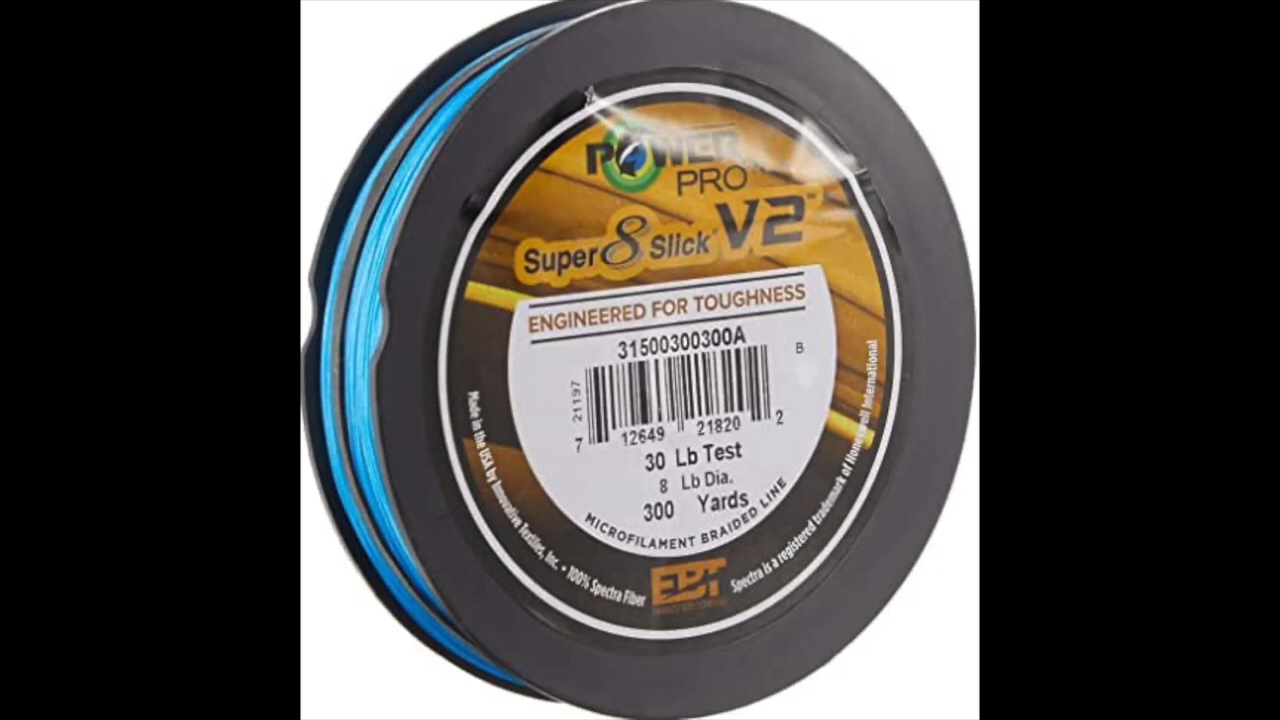 POWER
PRO
Super 8 Slick V2™
ENGINEERED FOR TOUGHNESS
31500300300A
B
21197
7 12649 21820 2
30 Lb Test
8 Lb Dia.
300 Yards
MICROFILAMENT BRAIDED LINE
Made in the USA by Innovative Textiles, Inc. • 100% Spectra Fiber
EBT
Spectra is a registered trademark of Honeywell International